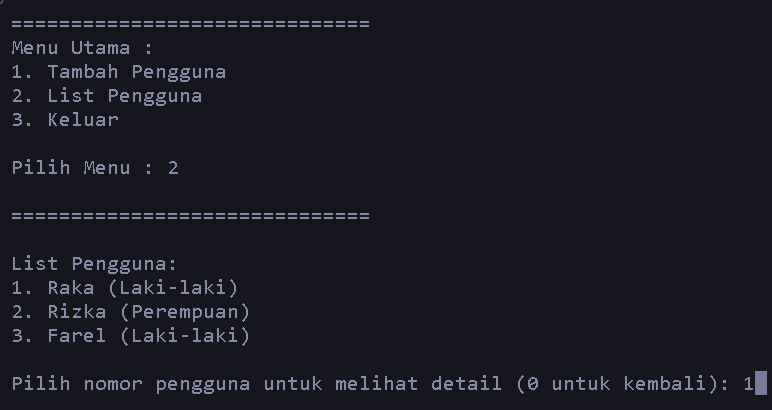 ==============================
Menu Utama :
1. Tambah Pengguna
2. List Pengguna
3. Keluar
Pilih Menu : 2
==============================
List Pengguna:
1. Raka (Laki-laki)
2. Rizka (Perempuan)
3. Farel (Laki-laki)
Pilih nomor pengguna untuk melihat detail (0 untuk kembali): 1